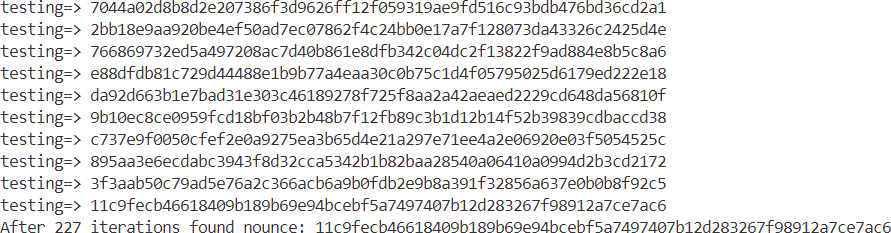 testing=> 7044a02d8b8d2e207386f3d9626ff12f059319ae9fd516c93bdb476bd36cd2a1
testing=> 2bb18e9aa920be4ef50ad7ec07862f4c24bb0e17a7f128073da43326c2425d4e
testing=> 766869732ed5a497208ac7d40b861e8dfb342c04dc2f13822f9ad884e8b5c8a6
testing=> e88dfdb81c729d44488e1b9b77a4eaa30c0b75c1d4f05795025d6179ed222e18
testing=> da92d663b1e7bad31e303c46189278f725f8aa2a42aeaed2229cd648da56810f
testing=> 9b10ec8ce0959fcd18bf03b2b48b7f12fb89c3b1d12b14f52b39839cdbaccd38
testing=> c737e9f0050cfef2e0a9275ea3b65d4e21a297e71ee4a2e06920e03f5054525c
testing=> 895aa3e6ecdabc3943f8d32cca5342b1b82baa28540a06410a0994d2b3cd2172
testing=> 3f3aab50c79ad5e76a2c366acb6a9b0fdb2e9b8a391f32856a637e0b0b8f92c5
testing=> 11c9fecb46618409b189b69e94bcebf5a7497407b12d283267f98912a7ce7ac6
After 227 iterations found nounce: 11c9fecb46618409b189b69e94bcebf5a7497407b12d283267f98912a7ce7ac6